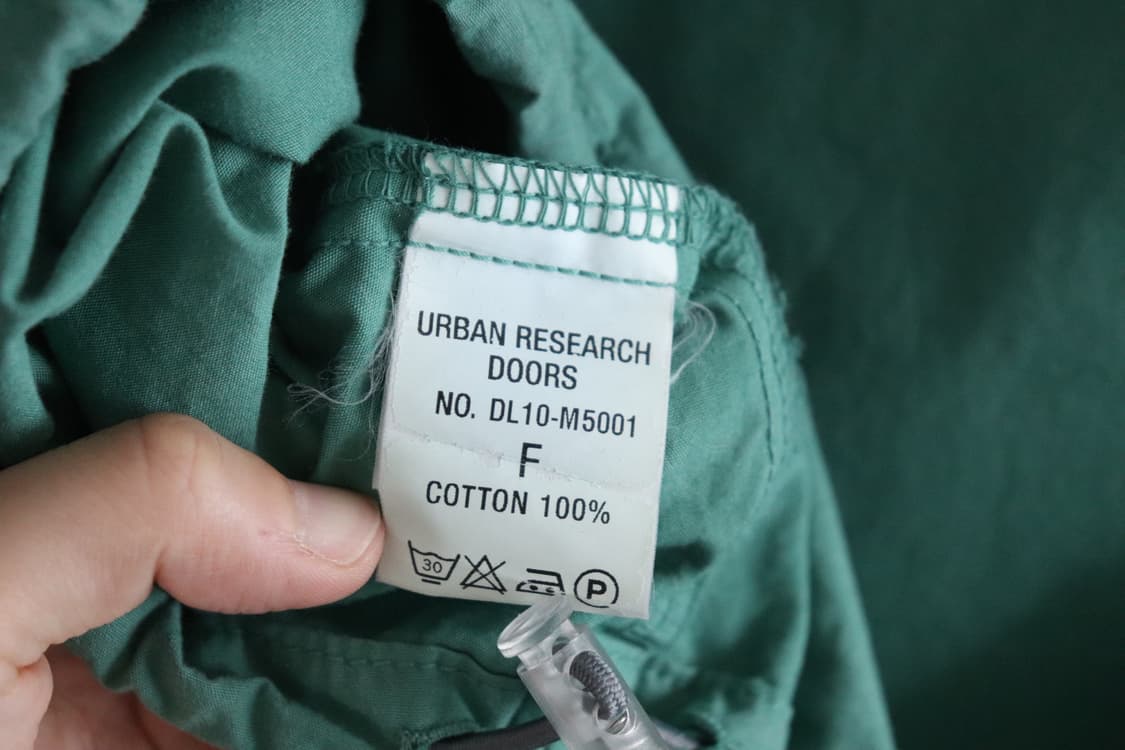 URBAN RESEARCH
DOORS
NO. DL10-M5001
F
COTTON 100%
30
P